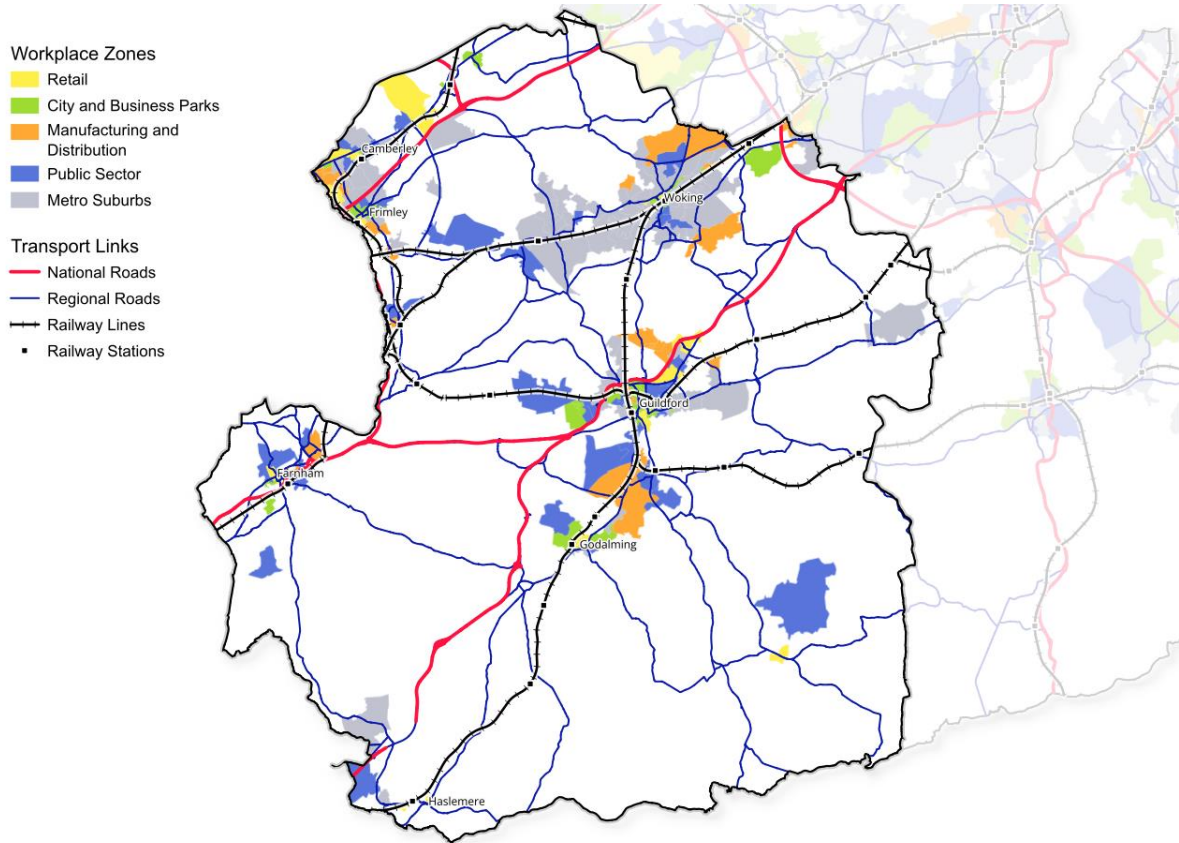 Workplace Zones
Retail
City and Business Parks
Manufacturing and
Distribution
Public Sector
Metro Suburbs
Transport Links
National Roads
Regional Roads
Railway Lines
Railway Stations
Camberley
Frimley
Woking
Guildford
Farnham
Godalming
Haslemere